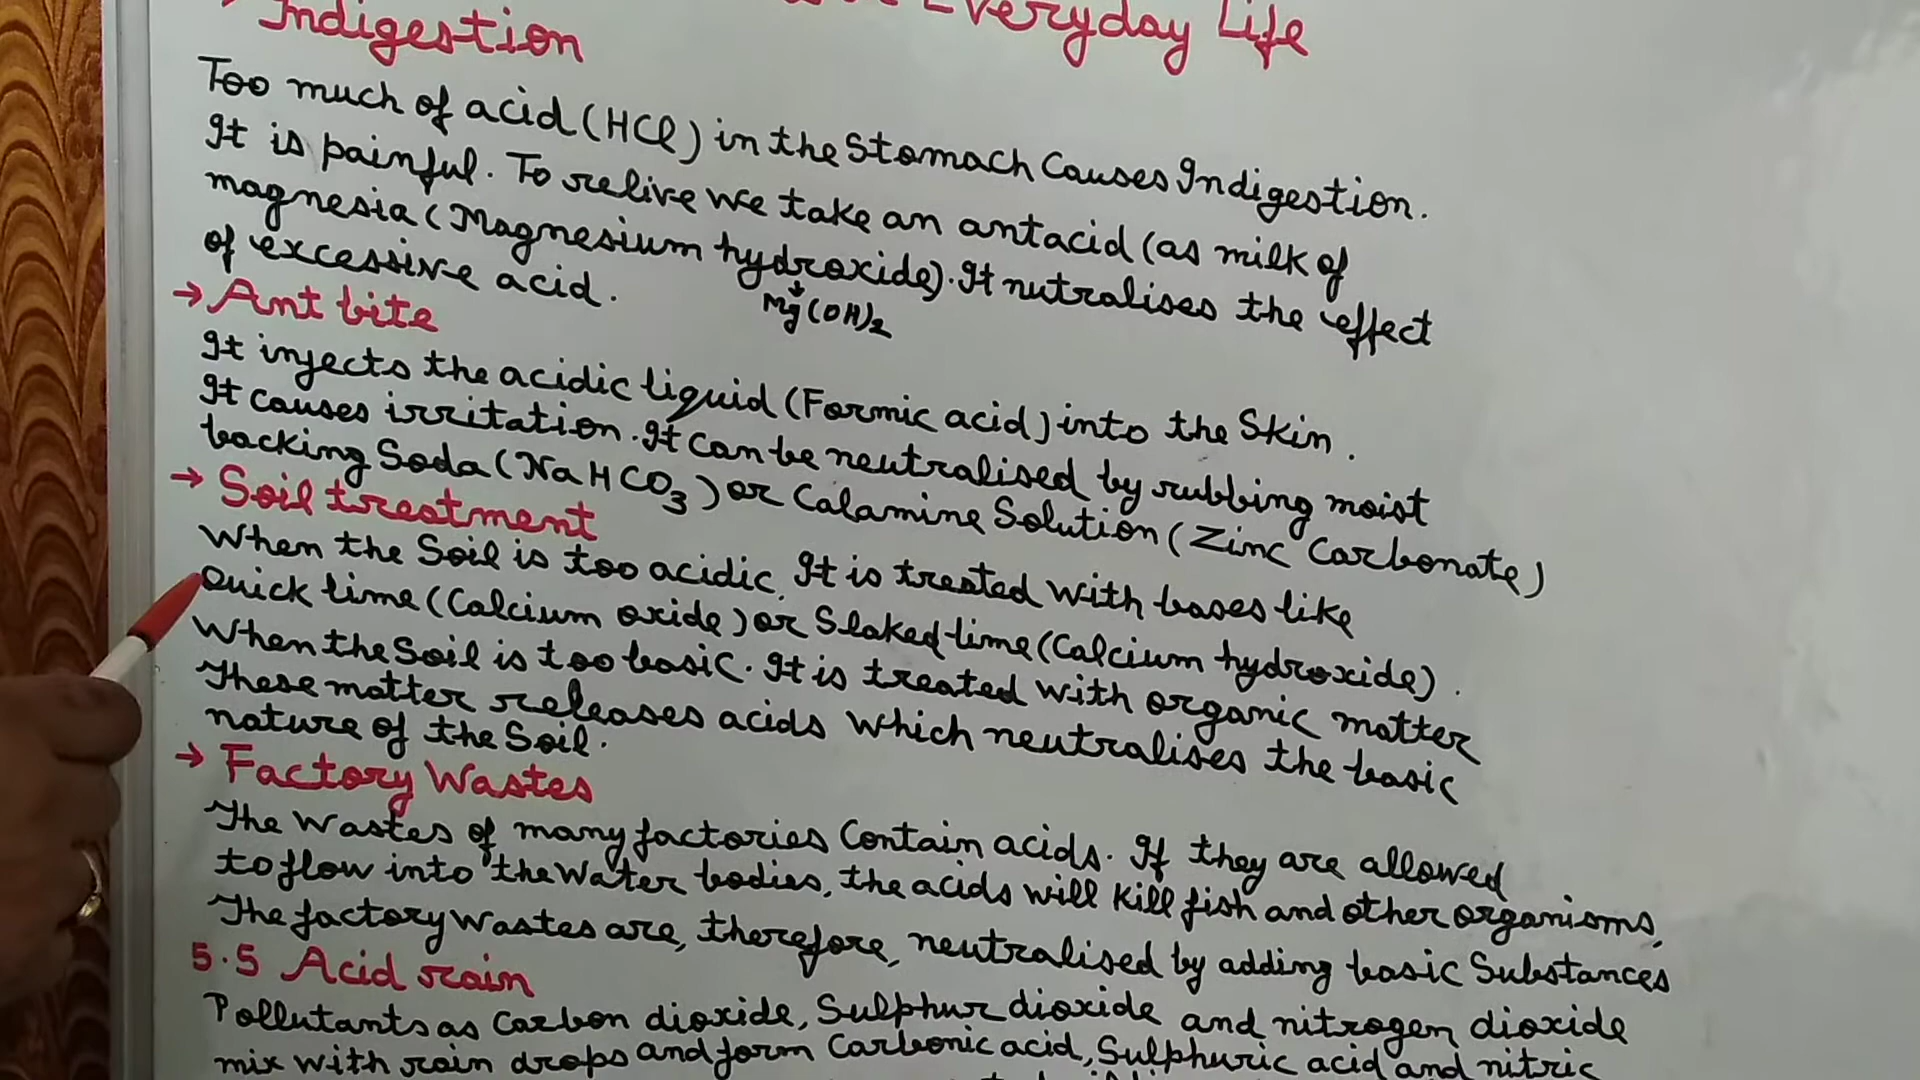 Everyday Life
→ Indigestion
Too much of acid (HCl) in the Stomach Causes Indigestion.
It is painful. To relive we take an antacid (as milk of
magnesia (Magnesium hydroxide). It nutralises the effect
of excessive acid.
Mg(OH)2
→ Ant bite
It injects the acidic liquid (Formic acid) into the Skin.
It causes irritation. It can be neutralised by rubbing moist
backing Soda (NaHCO3) or Calamine Solution (Zinc Carbonate)
→ Soil treatment
When the Soil is too acidic, It is treated with bases like
Quick lime (Calcium oxide) or Slaked lime (Calcium hydroxide).
When the Soil is too basic. It is treated with organic matter
These matter releases acids which neutralises the basic
nature of the Soil.
→ Factory Wastes
The Wastes of many factories Contain acids. If they are allowed
to flow into the Water bodies, the acids will kill fish and other organisms,
The factory wastes are, therefore, neutralised by adding basic Substances
5.5 Acid rain
Pollutants as Carbon dioxide, Sulphur dioxide and nitrogen dioxide
mix with rain drops and form Carbonic acid, Sulphuric acid and nitric